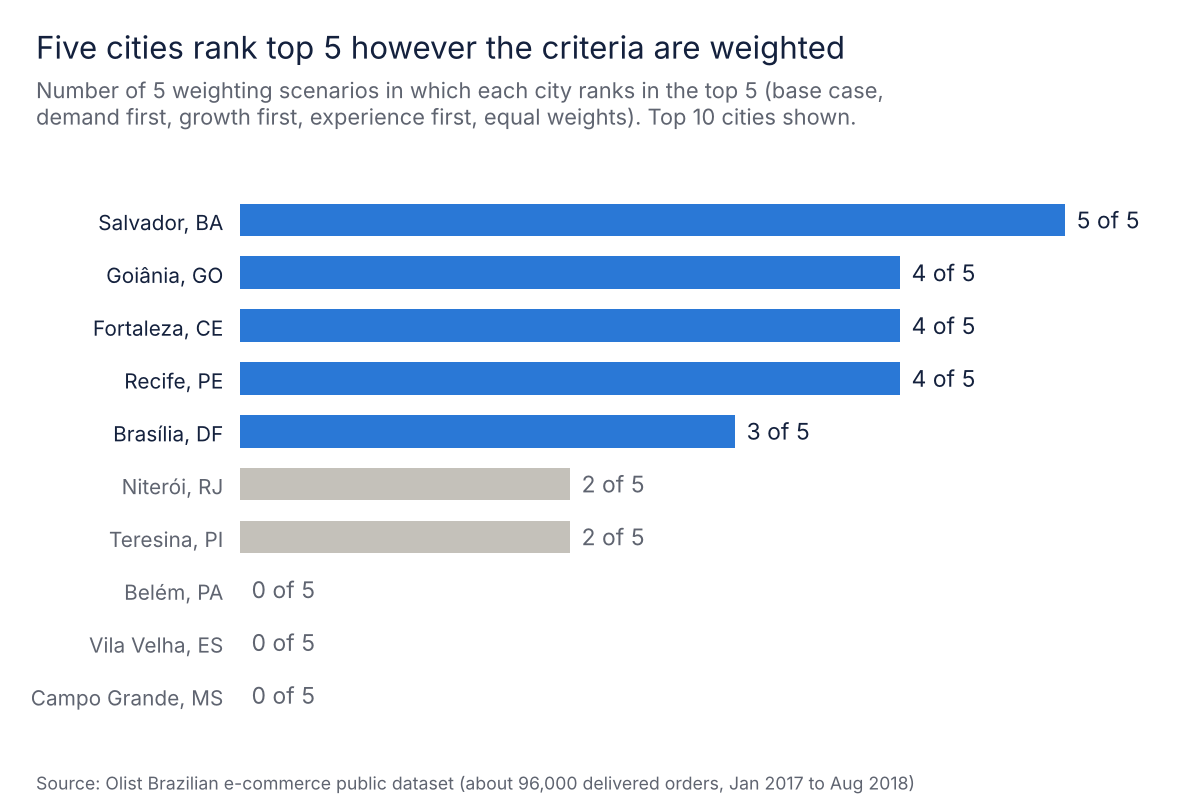 Five cities rank top 5 however the criteria are weighted
Number of 5 weighting scenarios in which each city ranks in the top 5 (base case,
demand first, growth first, experience first, equal weights). Top 10 cities shown.
Salvador, BA 5 of 5
Goiânia, GO 4 of 5
Fortaleza, CE 4 of 5
Recife, PE 4 of 5
Brasília, DF 3 of 5
Niterói, RJ 2 of 5
Teresina, PI 2 of 5
Belém, PA 0 of 5
Vila Velha, ES 0 of 5
Campo Grande, MS 0 of 5
Source: Olist Brazilian e-commerce public dataset (about 96,000 delivered orders, Jan 2017 to Aug 2018)